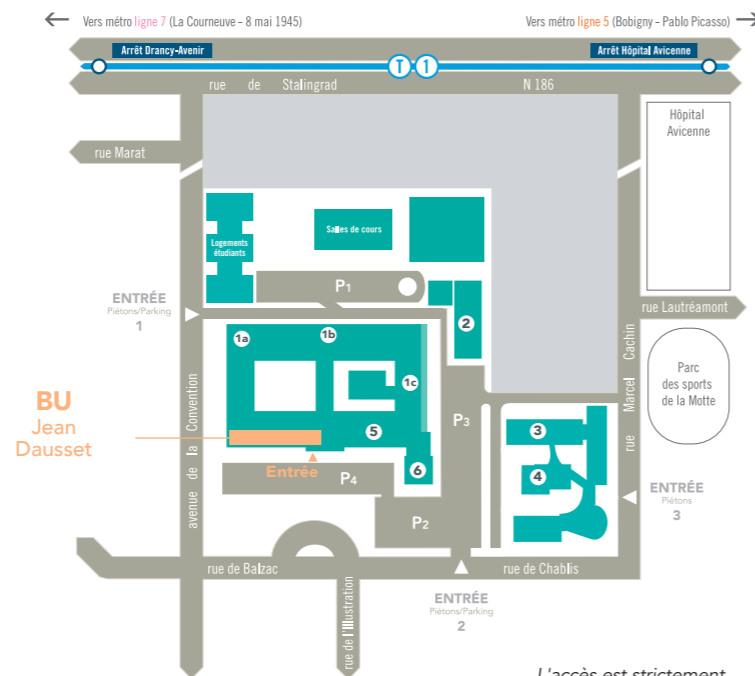 Vers métro ligne 7 (La Courneuve – 8 mai 1945)
Vers métro ligne 5 (Bobigny – Pablo Picasso)
Arrêt Drancy-Avenir
Arrêt Hôpital Avicenne
T 1
rue de Stalingrad
N 186
Hôpital
Avicenne
rue Marat
Logements
étudiants
Salles de cours
P1
ENTRÉE
Piétons/Parking
1
2
rue Lautréamont
1a
1b
1c
rue Marcel Cachin
Parc
des sports
de la Motte
avenue de la Convention
BU
Jean
Dausset
P3
3
5
Entrée
6
4
P4
ENTRÉE
Piétons
3
P2
rue de Balzac
rue de Chablis
ENTRÉE
Piétons/Parking
2
rue de l'Illustration
L'accès est strictement